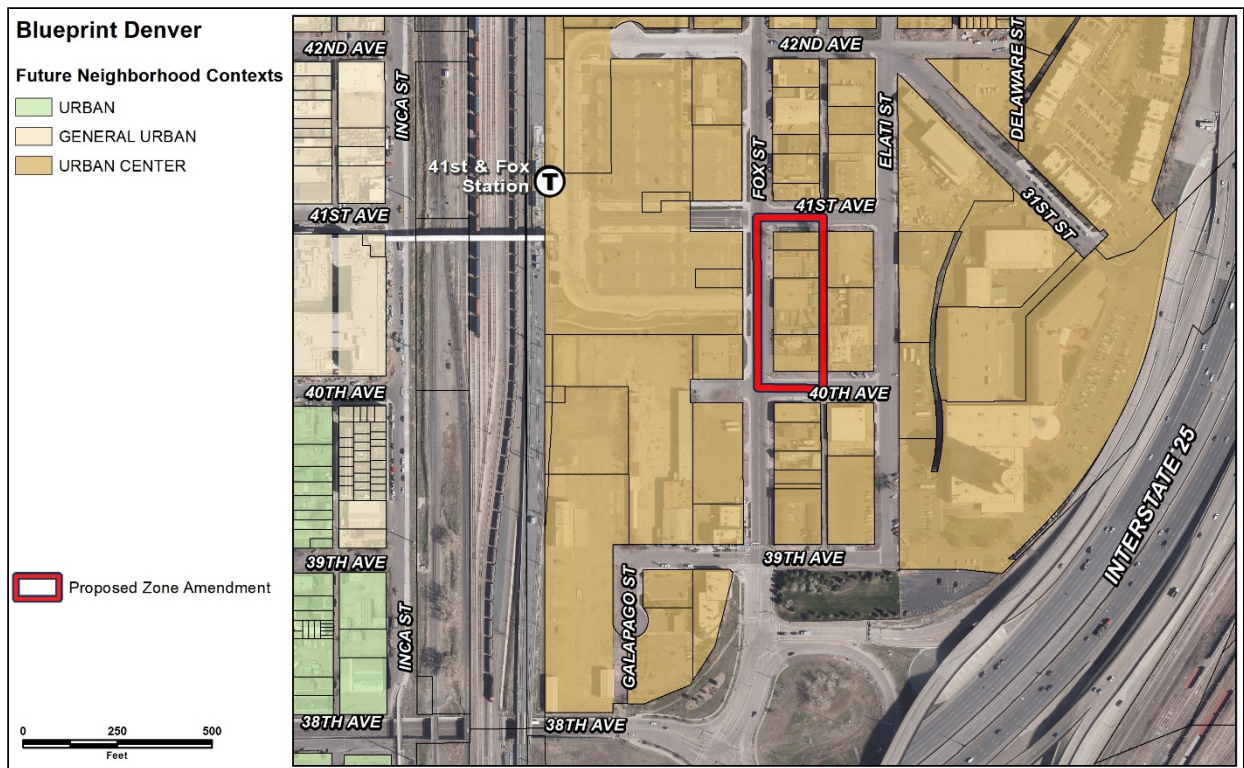 Blueprint Denver
Future Neighborhood Contexts
URBAN
GENERAL URBAN
URBAN CENTER
Proposed Zone Amendment
0 250 500
Feet
42ND AVE
42ND AVE
DELAWARE ST
INCA ST
ELATI ST
FOX ST
41st & Fox
Station
T
31ST ST
41ST AVE
41ST AVE
40TH AVE
40TH AVE
INTERSTATE 25
39TH AVE
39TH AVE
INCA ST
GALAPAGO ST
38TH AVE
38TH AVE